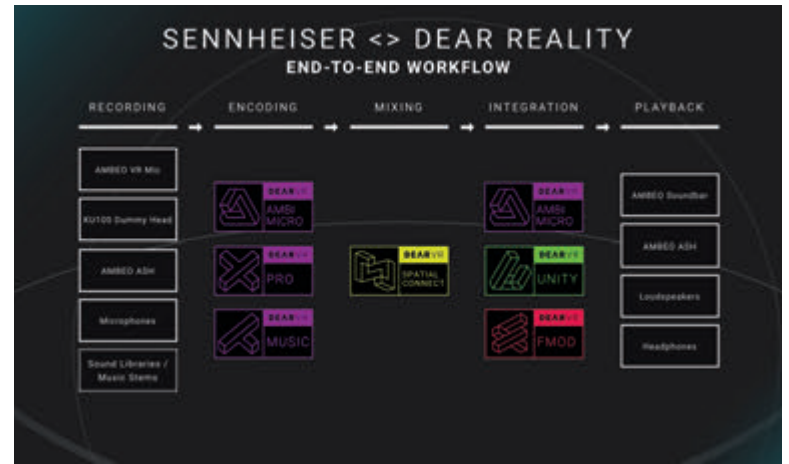 SENNHEISER <> DEAR REALITY
END-TO-END WORKFLOW
RECORDING
ENCODING
MIXING
INTEGRATION
PLAYBACK
AMBEO VR Mic
KU100 Dummy Head
AMBEO ASH
Microphones
Sound Libraries /
Music Stems
DEARVR
AMBI
MICRO
DEARVR
PRO
DEARVR
MUSIC
DEARVR
SPATIAL
CONNECT
DEARVR
AMBI
MICRO
DEARVR
UNITY
DEARVR
FMOD
AMBEO Soundbar
AMBEO ASH
Loudspeakers
Headphones